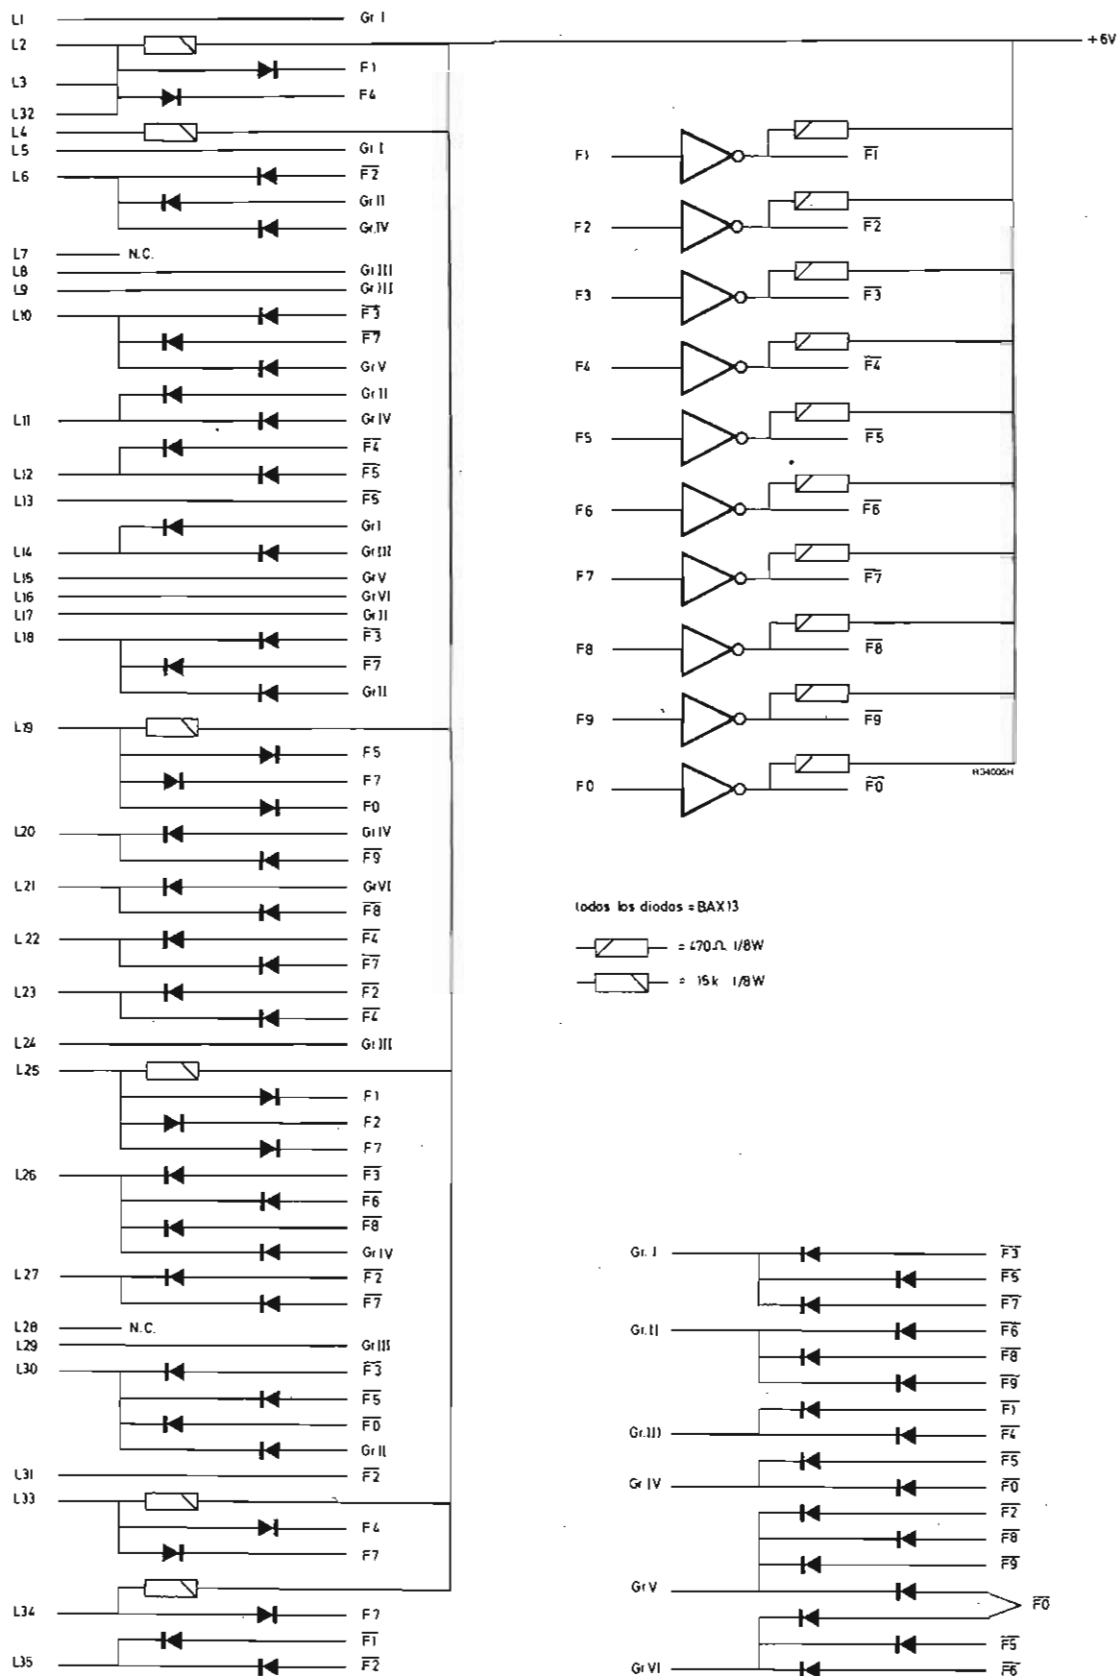 L1 Gr I
L2 +6V
F1
L3
F4
L32
L4
L5 Gr I
L6 F2̅
Gr II
Gr.IV
L7 N.C.
L8 Gr III
L9 Gr III
L10 F3̅
F7̅
Gr V
Gr II
L11 Gr IV
F4̅
L12 F5̅
L13 F5̅
Gr I
L14 Gr III
L15 Gr V
L16 Gr VI
L17 Gr II
L18 F3̅
F7̅
Gr II
L19
F5
F7
F0
L20 Gr IV
F9̅
L21 Gr VI
F8̅
L22 F4̅
F7̅
L23 F2̅
F4̅
L24 Gr III
L25
F1
F2
F7
L26 F3̅
F6̅
F8̅
Gr IV
L27 F2̅
F7̅
L28 N.C.
L29 Gr III
L30 F3̅
F5̅
F0̅
Gr II
L31 F2̅
L33
F4
F7
L34 F7
F1̅
L35 F2̅
F1 F1̅
F2 F2̅
F3 F3̅
F4 F4̅
F5 F5̅
F6 F6̅
F7 F7̅
F8 F8̅
F9 F9̅
F0 F0̅
todos los diodos = BAX13
= 470Ω 1/8W
= 15k 1/8W
Gr. I F3̅
F5̅
F7̅
Gr. II F6̅
F8̅
F9̅
F1̅
Gr. III F4̅
F5̅
Gr IV F0̅
F2̅
F8̅
F9̅
Gr V
F0̅
F5̅
Gr VI F6̅